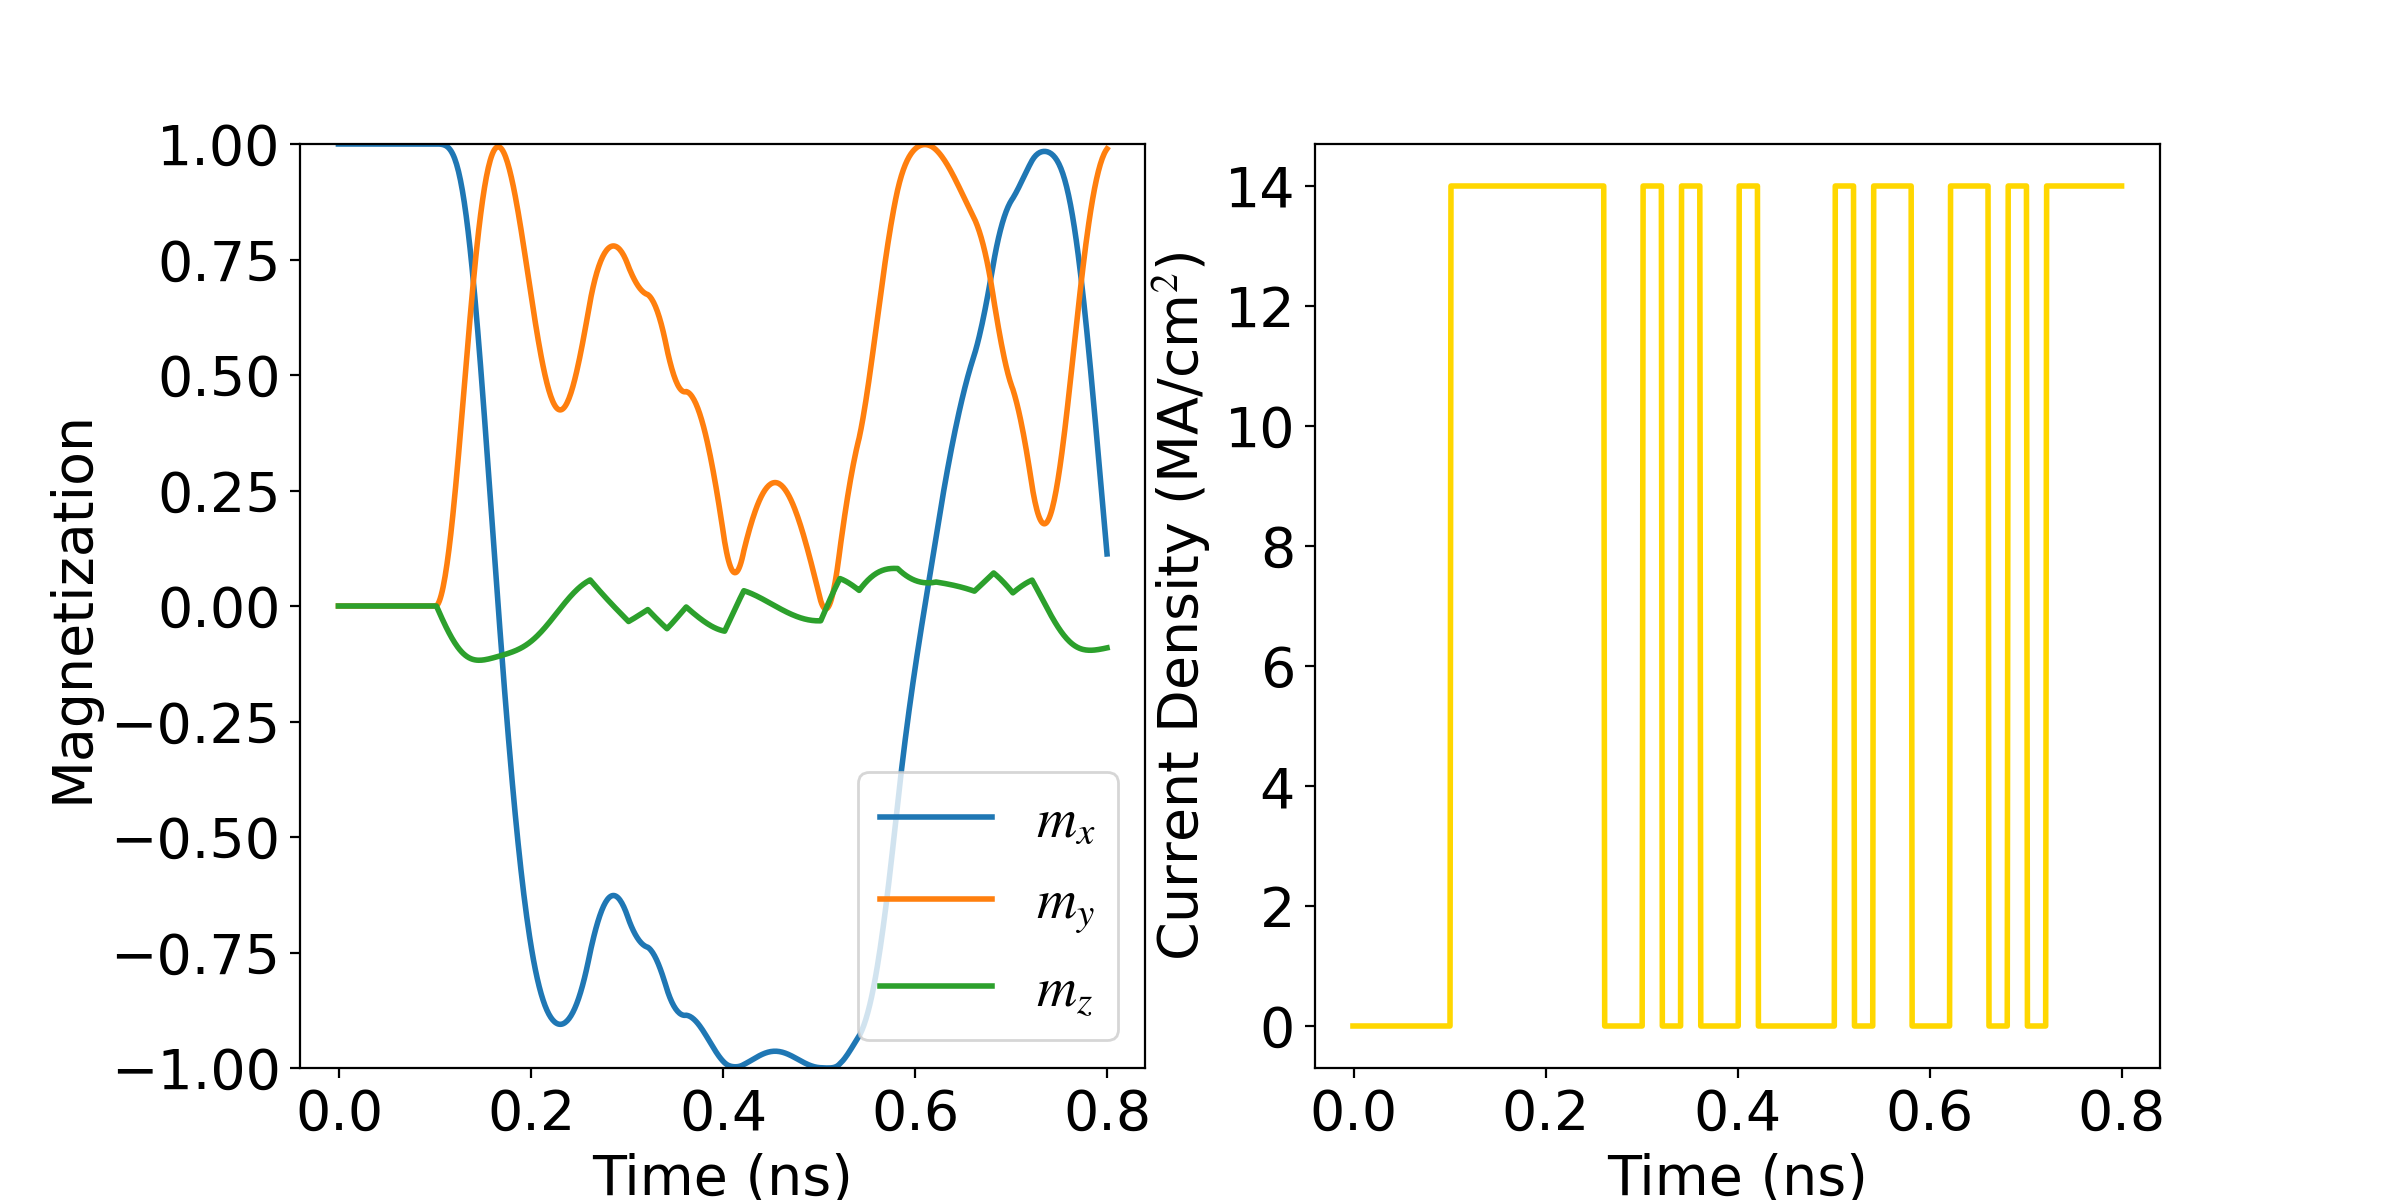 Magnetization
1.00
0.75
0.50
0.25
0.00
−0.25
−0.50
−0.75
−1.00
0.0 0.2 0.4 0.6 0.8
Time (ns)
m_x
m_y
m_z
Current Density (MA/cm²)
14
12
10
8
6
4
2
0
0.0 0.2 0.4 0.6 0.8
Time (ns)